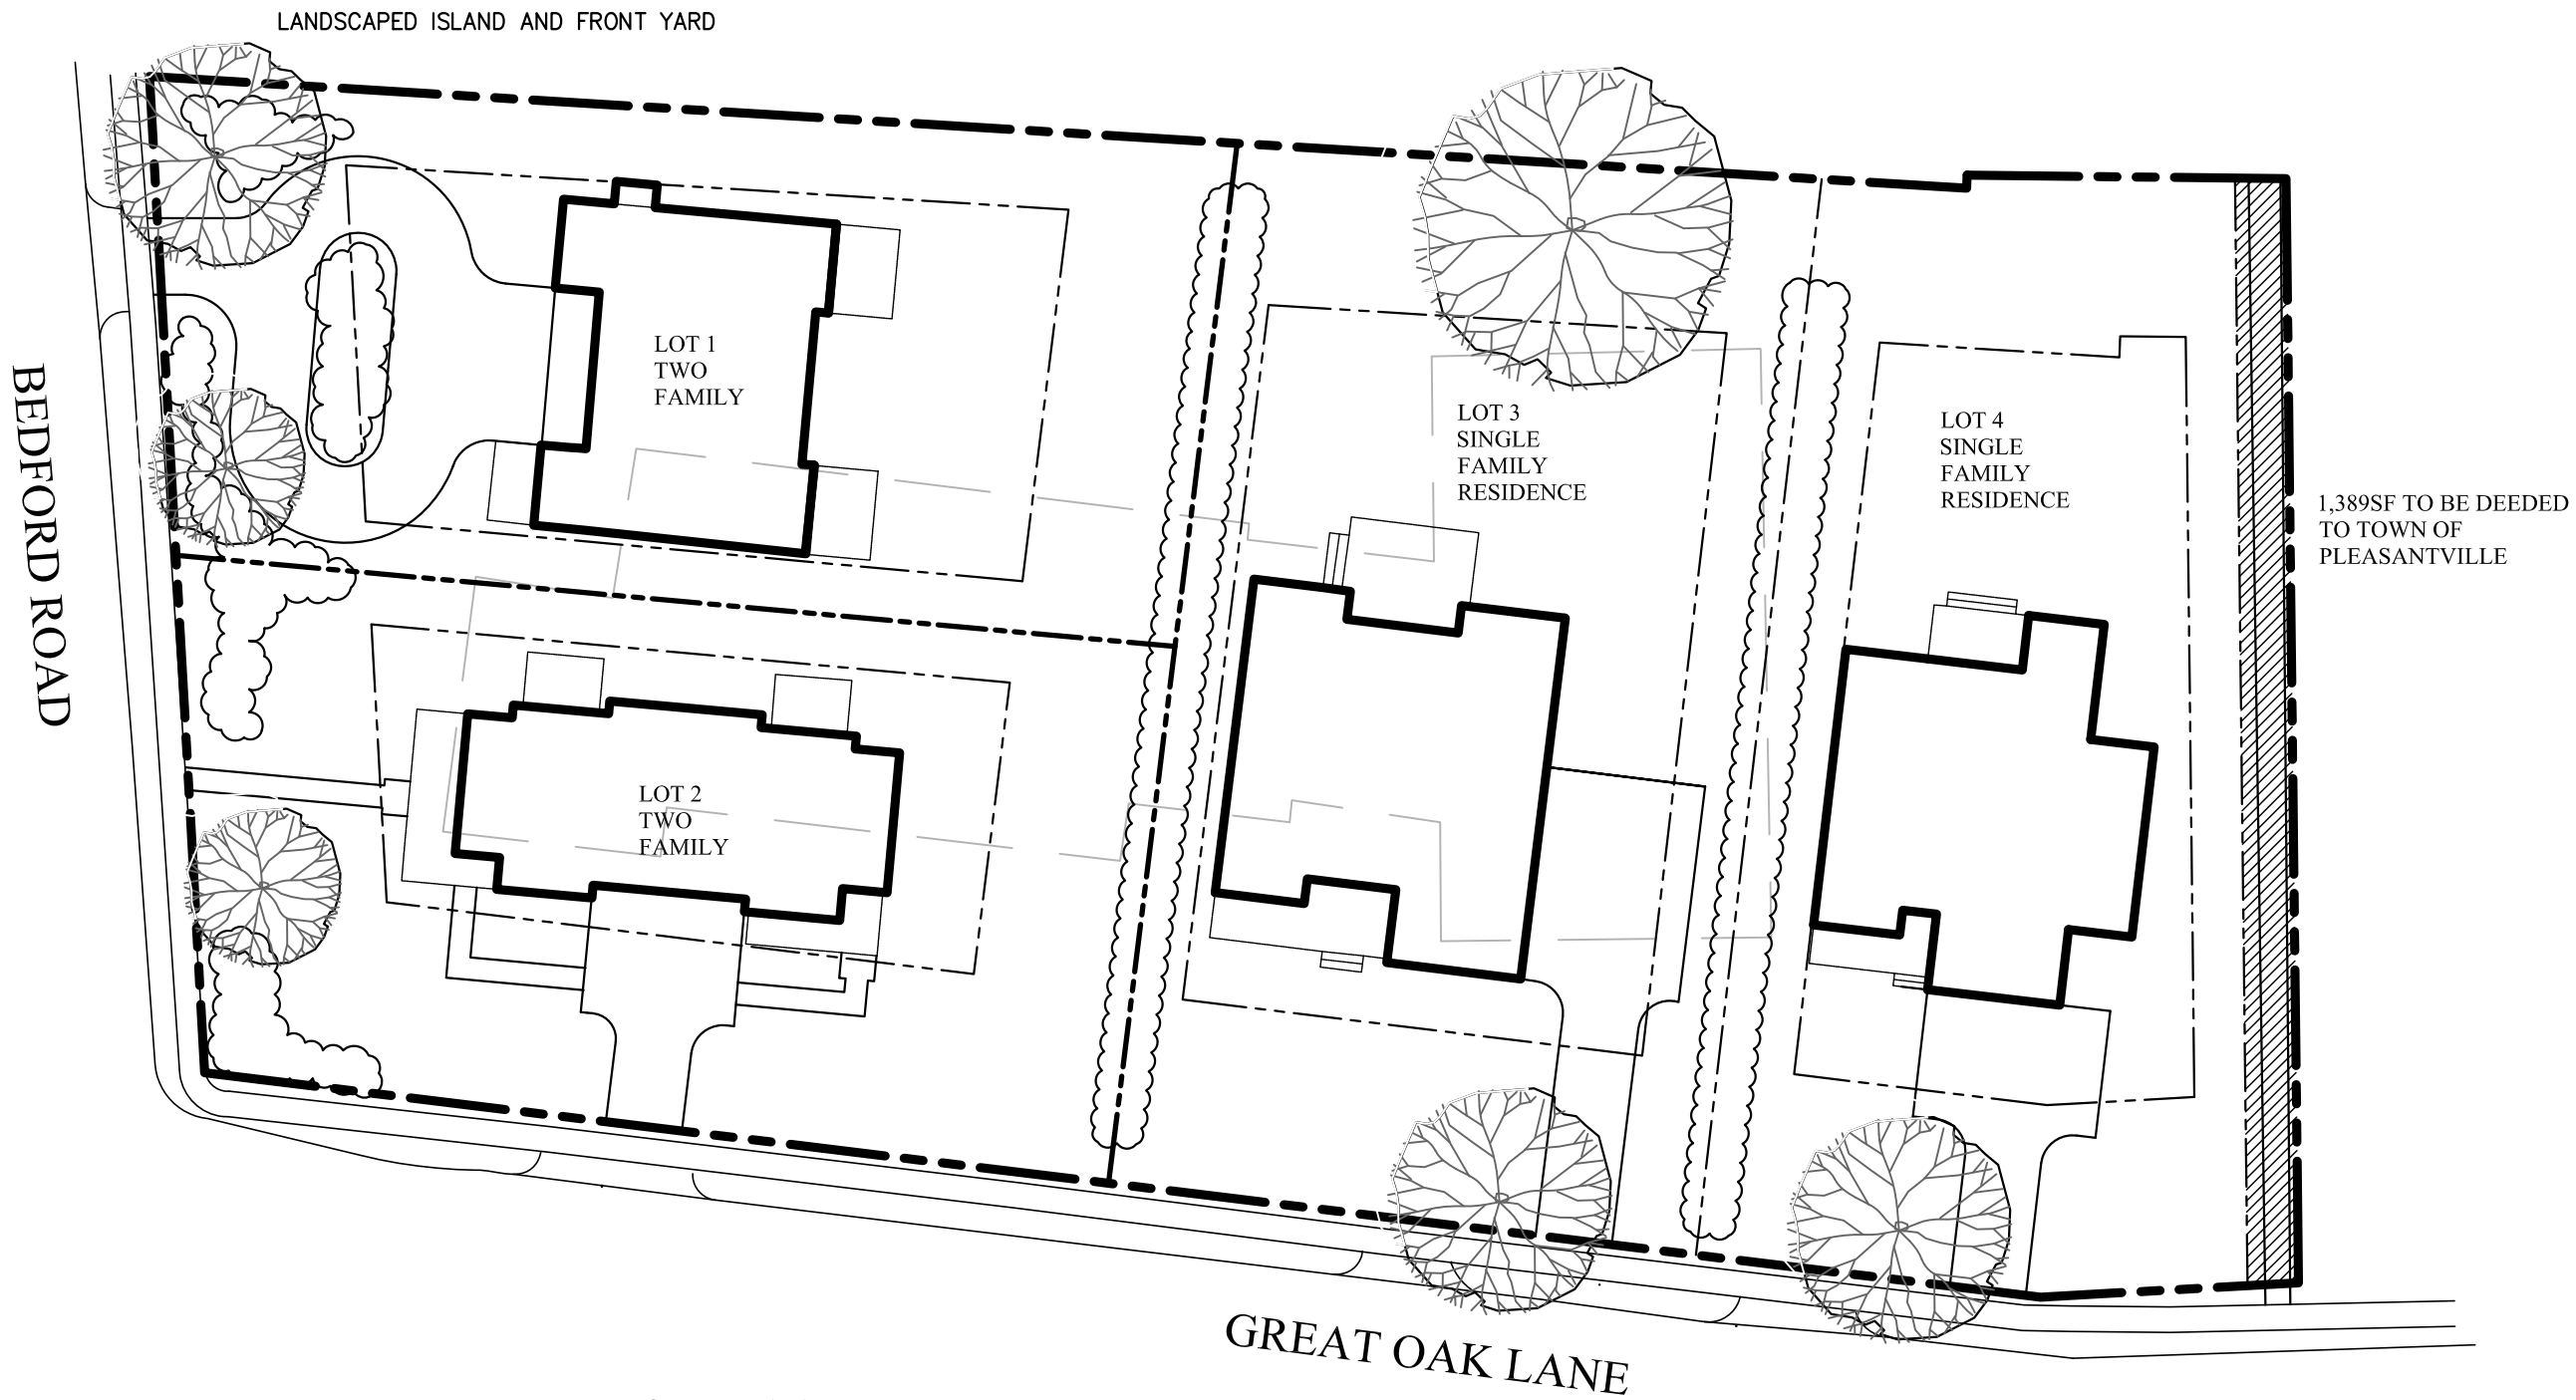 LANDSCAPED ISLAND AND FRONT YARD
BEDFORD ROAD
LOT 1
TWO
FAMILY
LOT 3
SINGLE
FAMILY
RESIDENCE
LOT 4
SINGLE
FAMILY
RESIDENCE
1,389SF TO BE DEEDED
TO TOWN OF
PLEASANTVILLE
LOT 2
TWO
FAMILY
GREAT OAK LANE